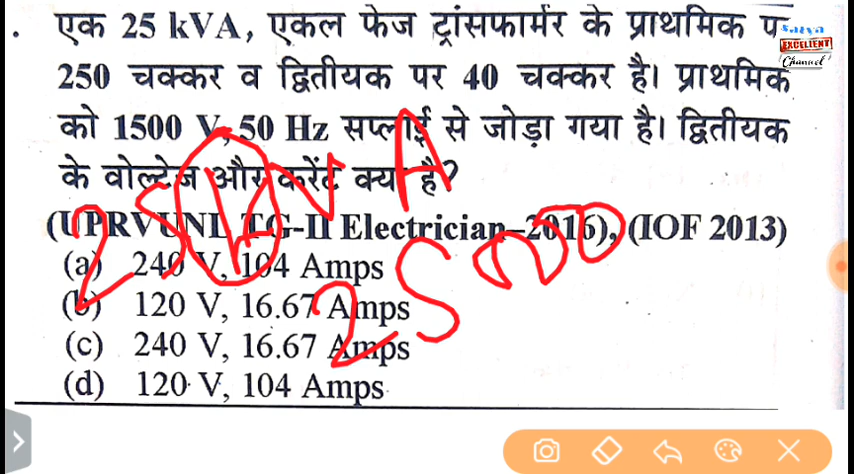 . एक 25 kVA, एकल फेज ट्रांसफार्मर के प्राथमिक प
Satya
EXCELLENT
Channel
250 चक्कर व द्वितीयक पर 40 चक्कर है। प्राथमिक
को 1500 V, 50 Hz सप्लाई से जोड़ा गया है। द्वितीयक
के वोल्टेज और करेंट क्या है?
(UPRVUNL TG-II Electrician-2016), (IOF 2013)
(a) 240 V, 104 Amps
(b) 120 V, 16.67 Amps
(c) 240 V, 16.67 Amps
(d) 120 V, 104 Amps
25 kVA
25000